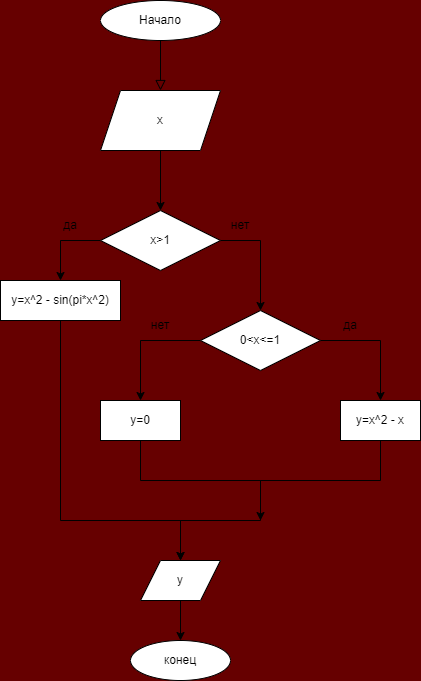 Начало
x
да
нет
x>1
y=x^2 - sin(pi*x^2)
нет
да
0<x<=1
y=0
y=x^2 - x
y
конец